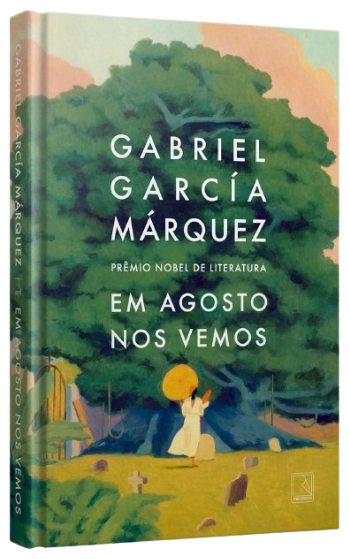 GABRIEL
GARCÍA
MÁRQUEZ
PRÊMIO NOBEL DE LITERATURA
EM AGOSTO
NOS VEMOS
GABRIEL GARCÍA MÁRQUEZ
EM AGOSTO NOS VEMOS